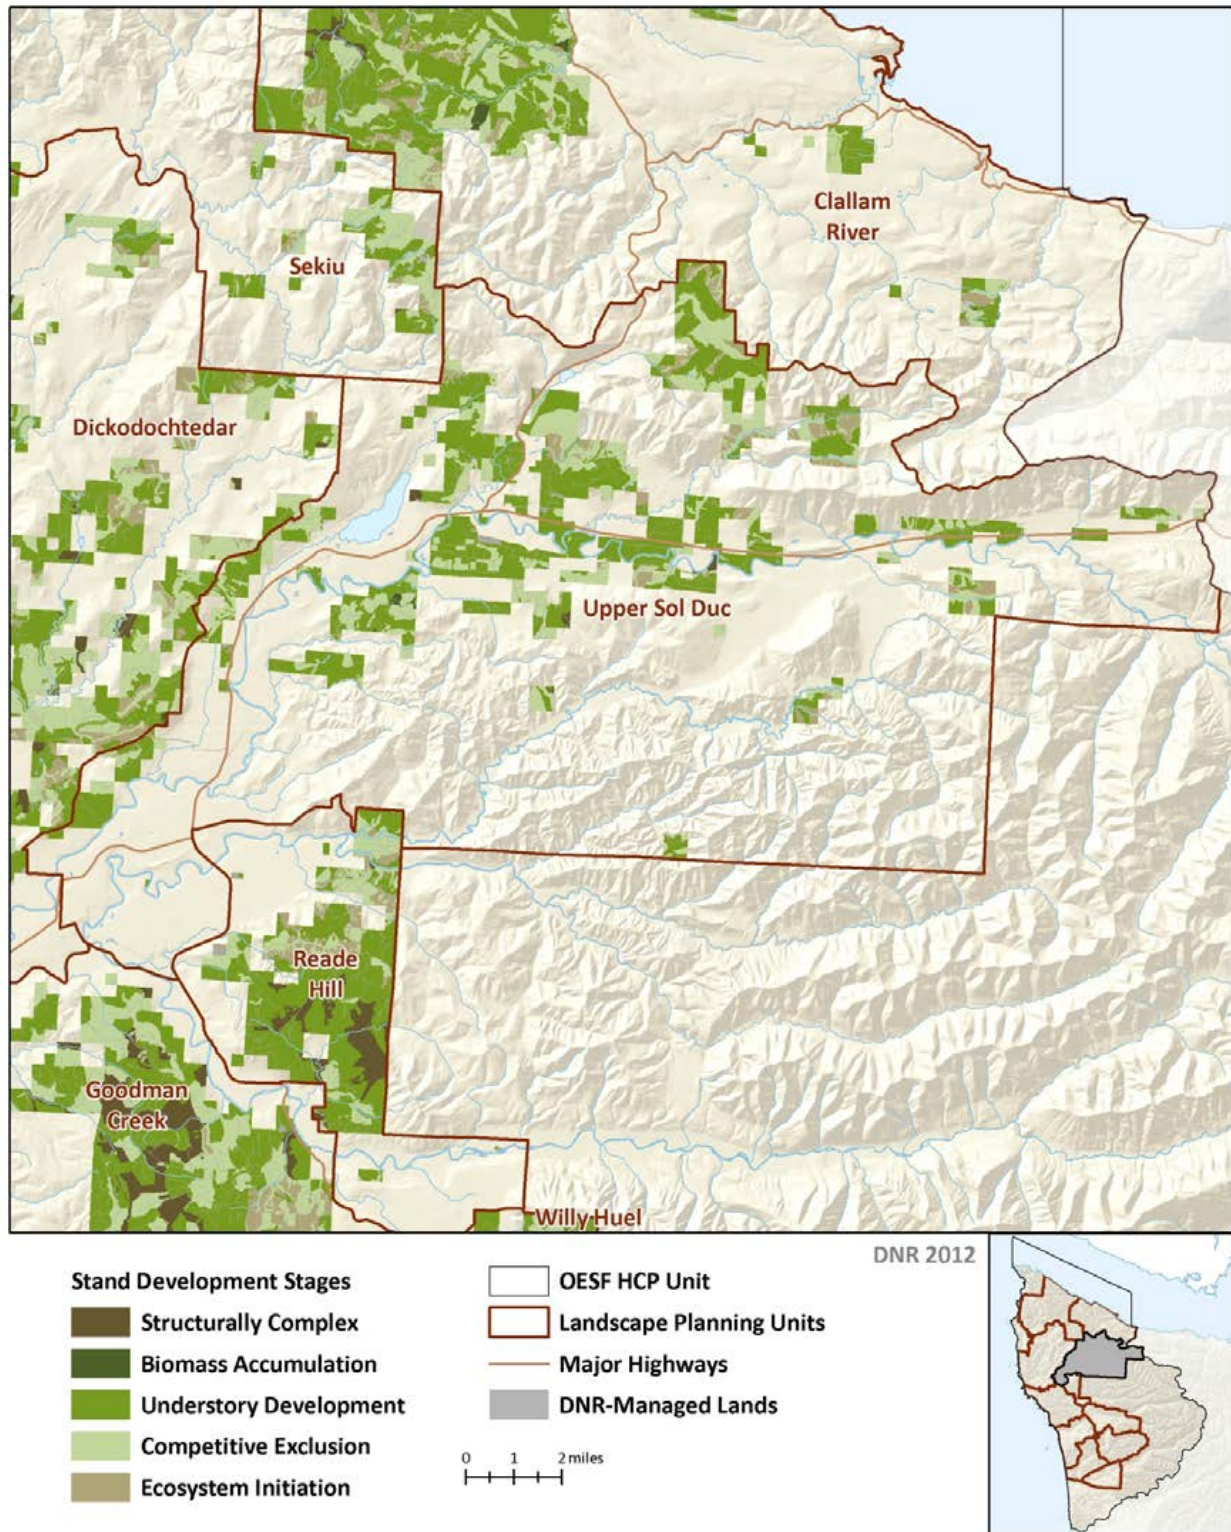 Clallam
River
Sekiu
Dickodochtedar
Upper Sol Duc
Reade
Hill
Goodman
Creek
Willy Huel
DNR 2012
Stand Development Stages
Structurally Complex
Biomass Accumulation
Understory Development
Competitive Exclusion
Ecosystem Initiation
OESF HCP Unit
Landscape Planning Units
Major Highways
DNR-Managed Lands
0 1 2 miles